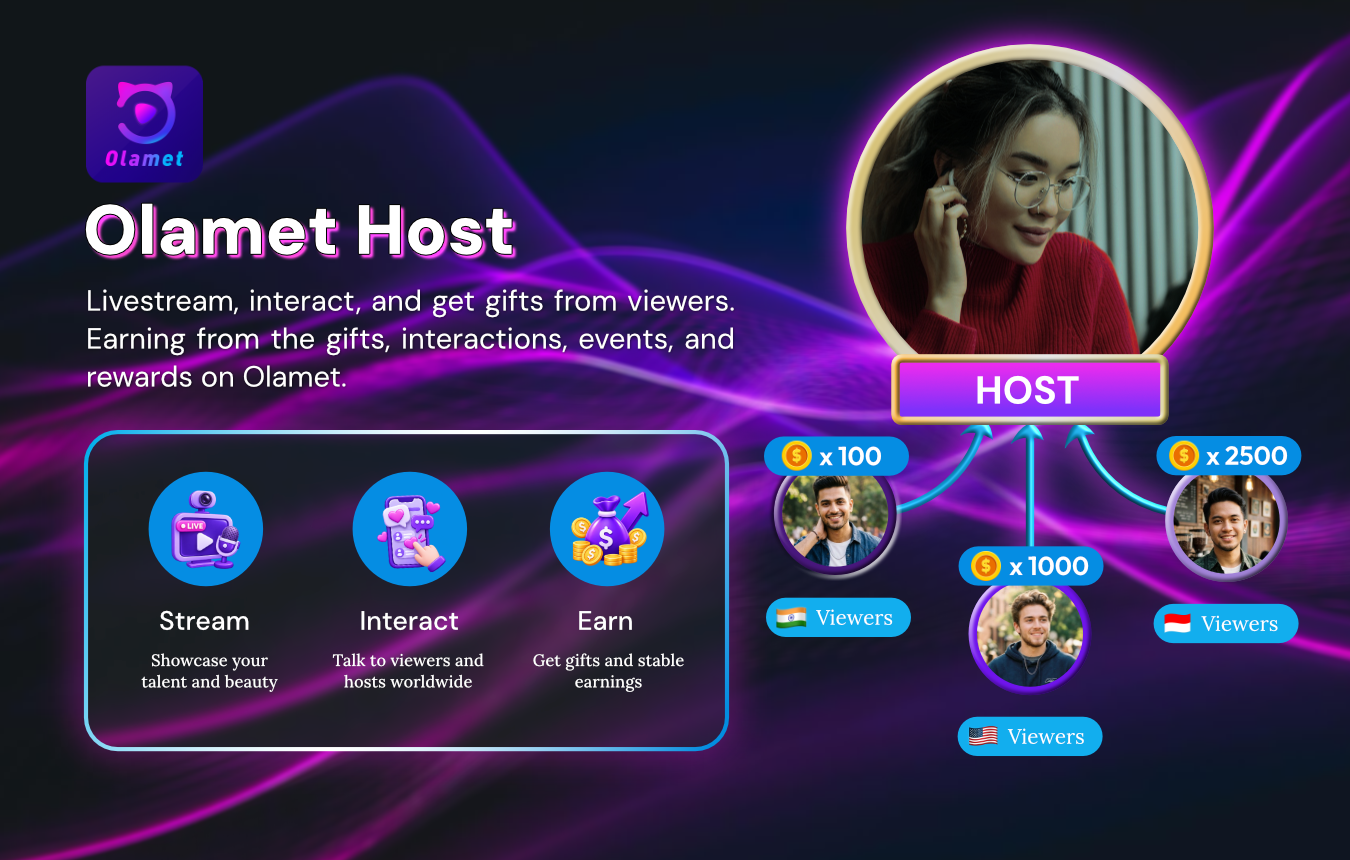 Olamet
Olamet Host
Livestream, interact, and get gifts from viewers.
Earning from the gifts, interactions, events, and
rewards on Olamet.
LIVE
Stream
Showcase your
talent and beauty
Interact
Talk to viewers and
hosts worldwide
$
Earn
Get gifts and stable
earnings
HOST
$ x 100
Viewers
$ x 1000
Viewers
$ x 2500
Viewers